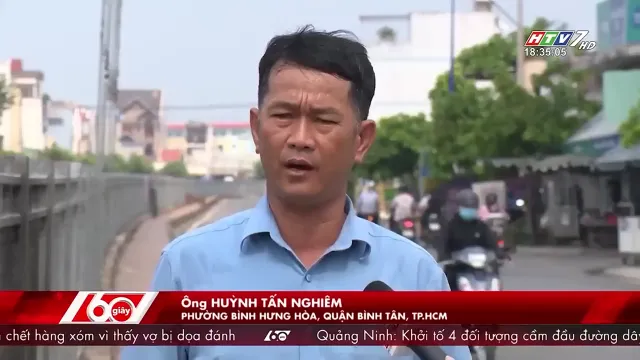 HTV7 HD
18:35:05
60 giây
Ông HUỲNH TẤN NGHIÊM
PHƯỜNG BÌNH HƯNG HÒA, QUẬN BÌNH TÂN, TP.HCM
chết hàng xóm vì thấy vợ bị dọa đánh 60 giây Quảng Ninh: Khởi tố 4 đối tượng cầm đầu đường dâ